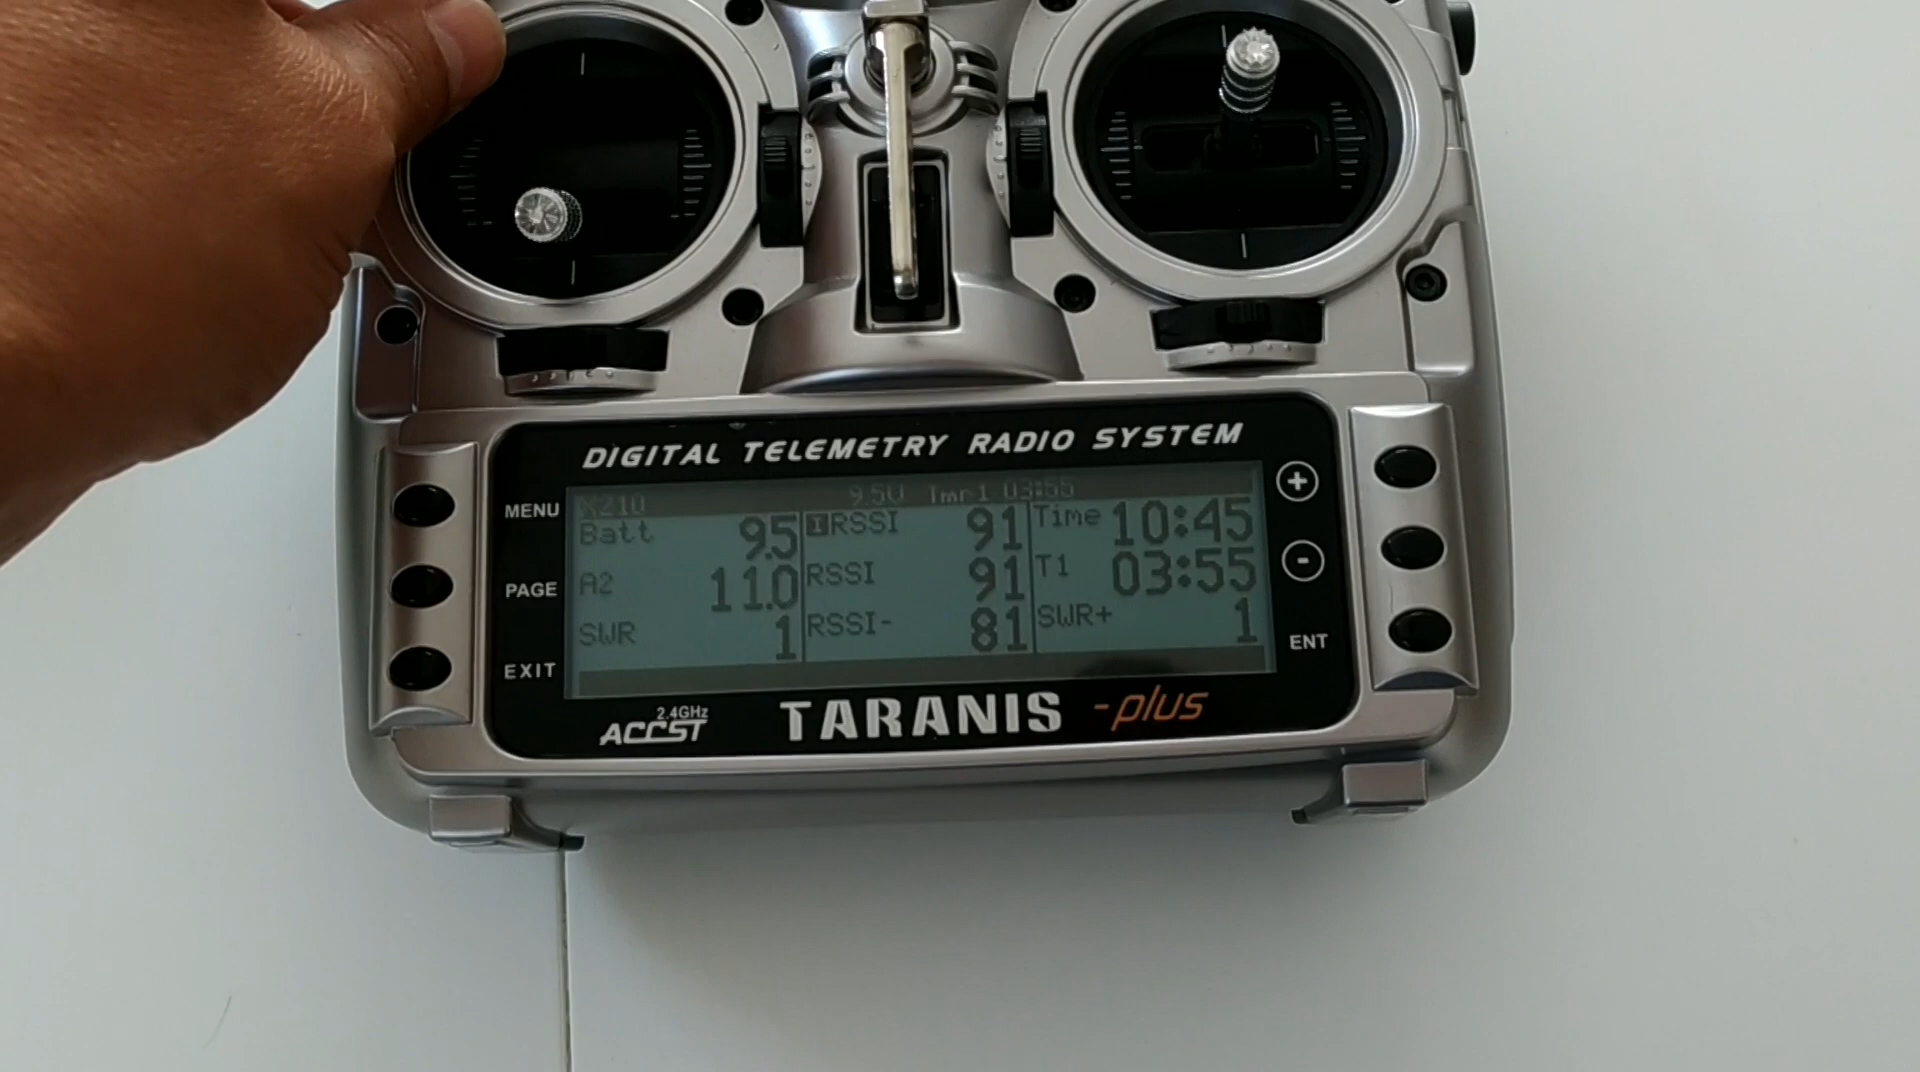 DIGITAL TELEMETRY RADIO SYSTEM
X210 9.5V Tmr1 03:55
Batt 9.5 RSSI 91 Time 10:45
A2 11.0 RSSI 91 T1 03:55
SWR 1 RSSI- 81 SWR+ 1
MENU
PAGE
EXIT
+
-
ENT
2.4GHz
ACCST
TARANIS -plus